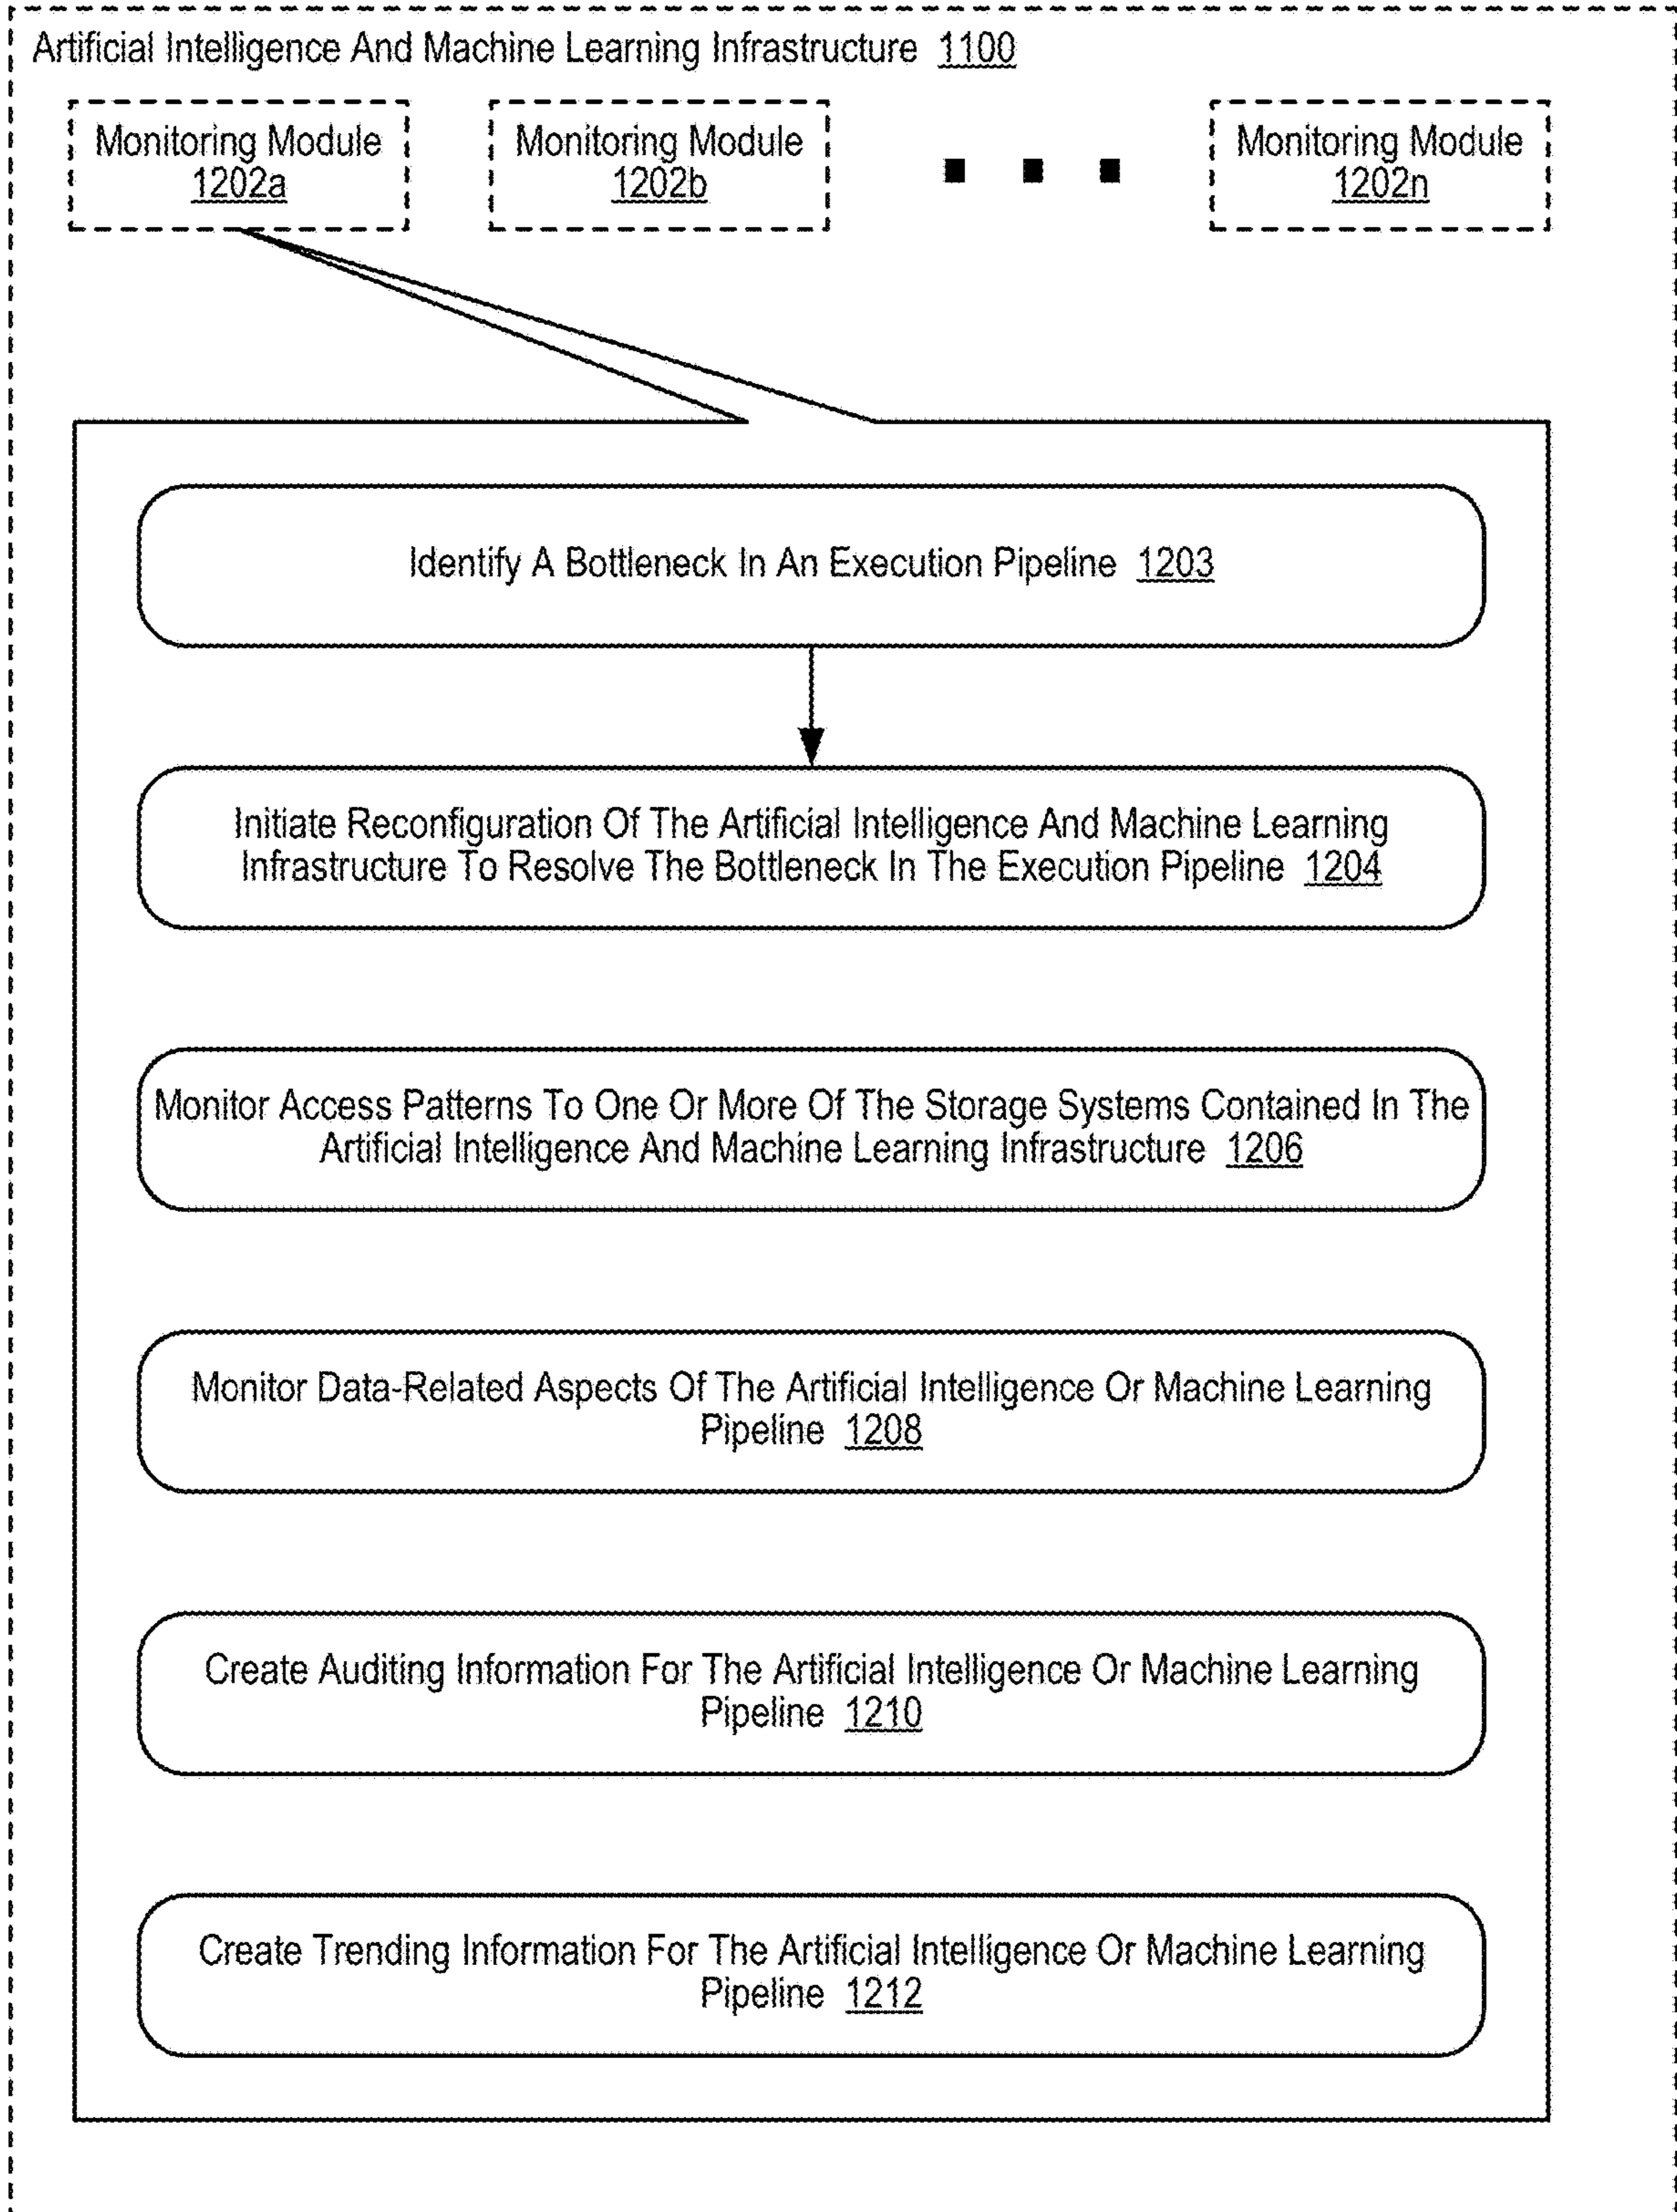 Artificial Intelligence And Machine Learning Infrastructure 1100
Monitoring Module
1202a
Monitoring Module
1202b
Monitoring Module
1202n
Identify A Bottleneck In An Execution Pipeline 1203
Initiate Reconfiguration Of The Artificial Intelligence And Machine Learning
Infrastructure To Resolve The Bottleneck In The Execution Pipeline 1204
Monitor Access Patterns To One Or More Of The Storage Systems Contained In The
Artificial Intelligence And Machine Learning Infrastructure 1206
Monitor Data-Related Aspects Of The Artificial Intelligence Or Machine Learning
Pipeline 1208
Create Auditing Information For The Artificial Intelligence Or Machine Learning
Pipeline 1210
Create Trending Information For The Artificial Intelligence Or Machine Learning
Pipeline 1212